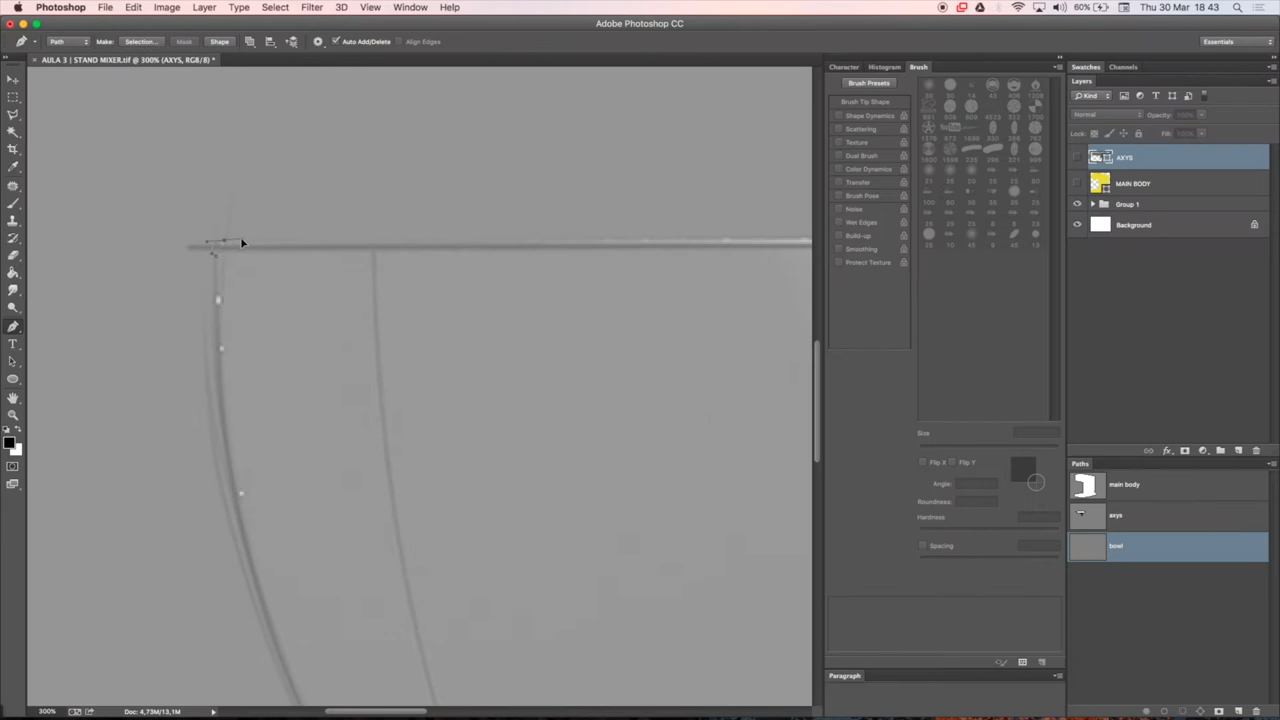 Photoshop File Edit Image Layer Type Select Filter 3D View Window Help 60% Thu 30 Mar 18 43
Adobe Photoshop CC
Path Make: Selection... Mask Shape Auto Add/Delete Align Edges Essentials
AULA 3 | STAND MIXER.tif @ 300% (AXYS, RGB/8) *
Character Histogram Brush Swatches Channels
Brush Presets Layers
Kind
Brush Tip Shape
Shape Dynamics Normal Opacity: 100%
Scattering Lock: Fill: 100%
Texture
Dual Brush AXYS
Color Dynamics
Transfer MAIN BODY
Brush Pose
Noise Group 1
Wet Edges Background
Build-up
Smoothing
Protect Texture
Size
Flip X Flip Y Paths
Angle: main body
Roundness:
Hardness axys
Spacing bowl
Paragraph
300% Doc: 4,73M/13,1M